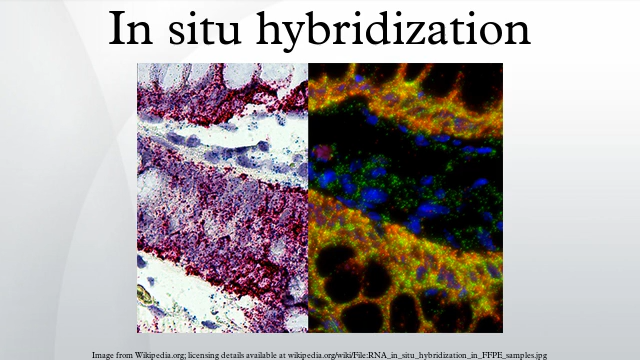 In situ hybridization
Image from Wikipedia.org; licensing details available at wikipedia.org/wiki/File:RNA_in_situ_hybridization_in_FFPE_samples.jpg